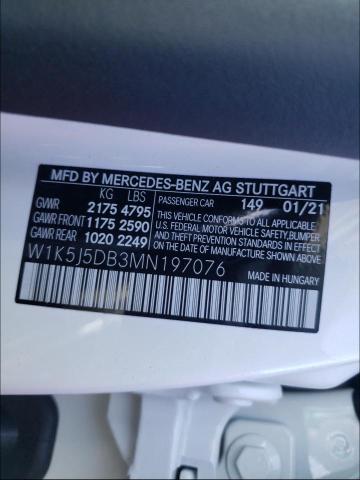 MFD BY MERCEDES-BENZ AG STUTTGART
KG LBS
GVWR 2175 4795
GAWR FRONT 1175 2590
GAWR REAR 1020 2249
PASSENGER CAR 149 01/21
THIS VEHICLE CONFORMS TO ALL APPLICABLE
U.S. FEDERAL MOTOR VEHICLE SAFETY,
BUMPER, AND THEFT PREVENTION
STANDARDS IN EFFECT ON THE DATE OF
MANUFACTURE SHOWN ABOVE.
W1K5J5DB3MN197076
MADE IN HUNGARY